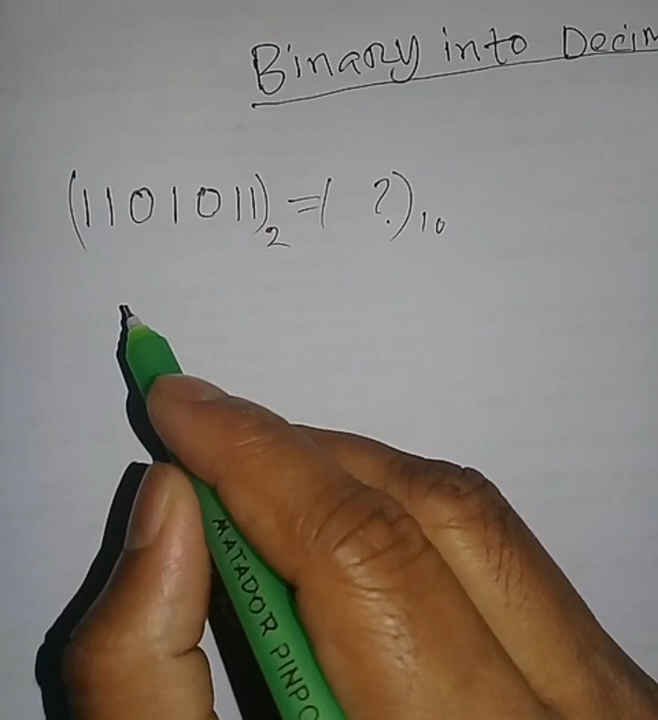 Binary into Decim
(1101011)₂ = ( ?)₁₀
MATADOR PINPO